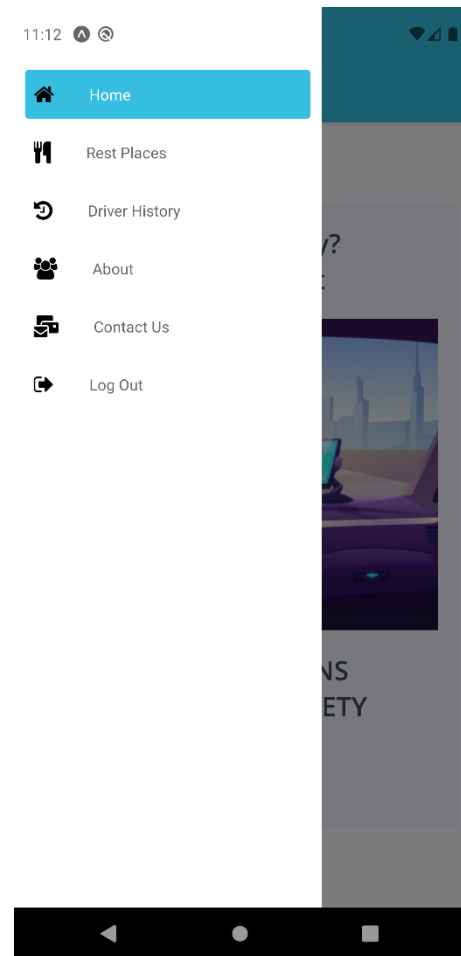 11:12
Home
Rest Places
Driver History
About
Contact Us
Log Out
y?
NS
ETY